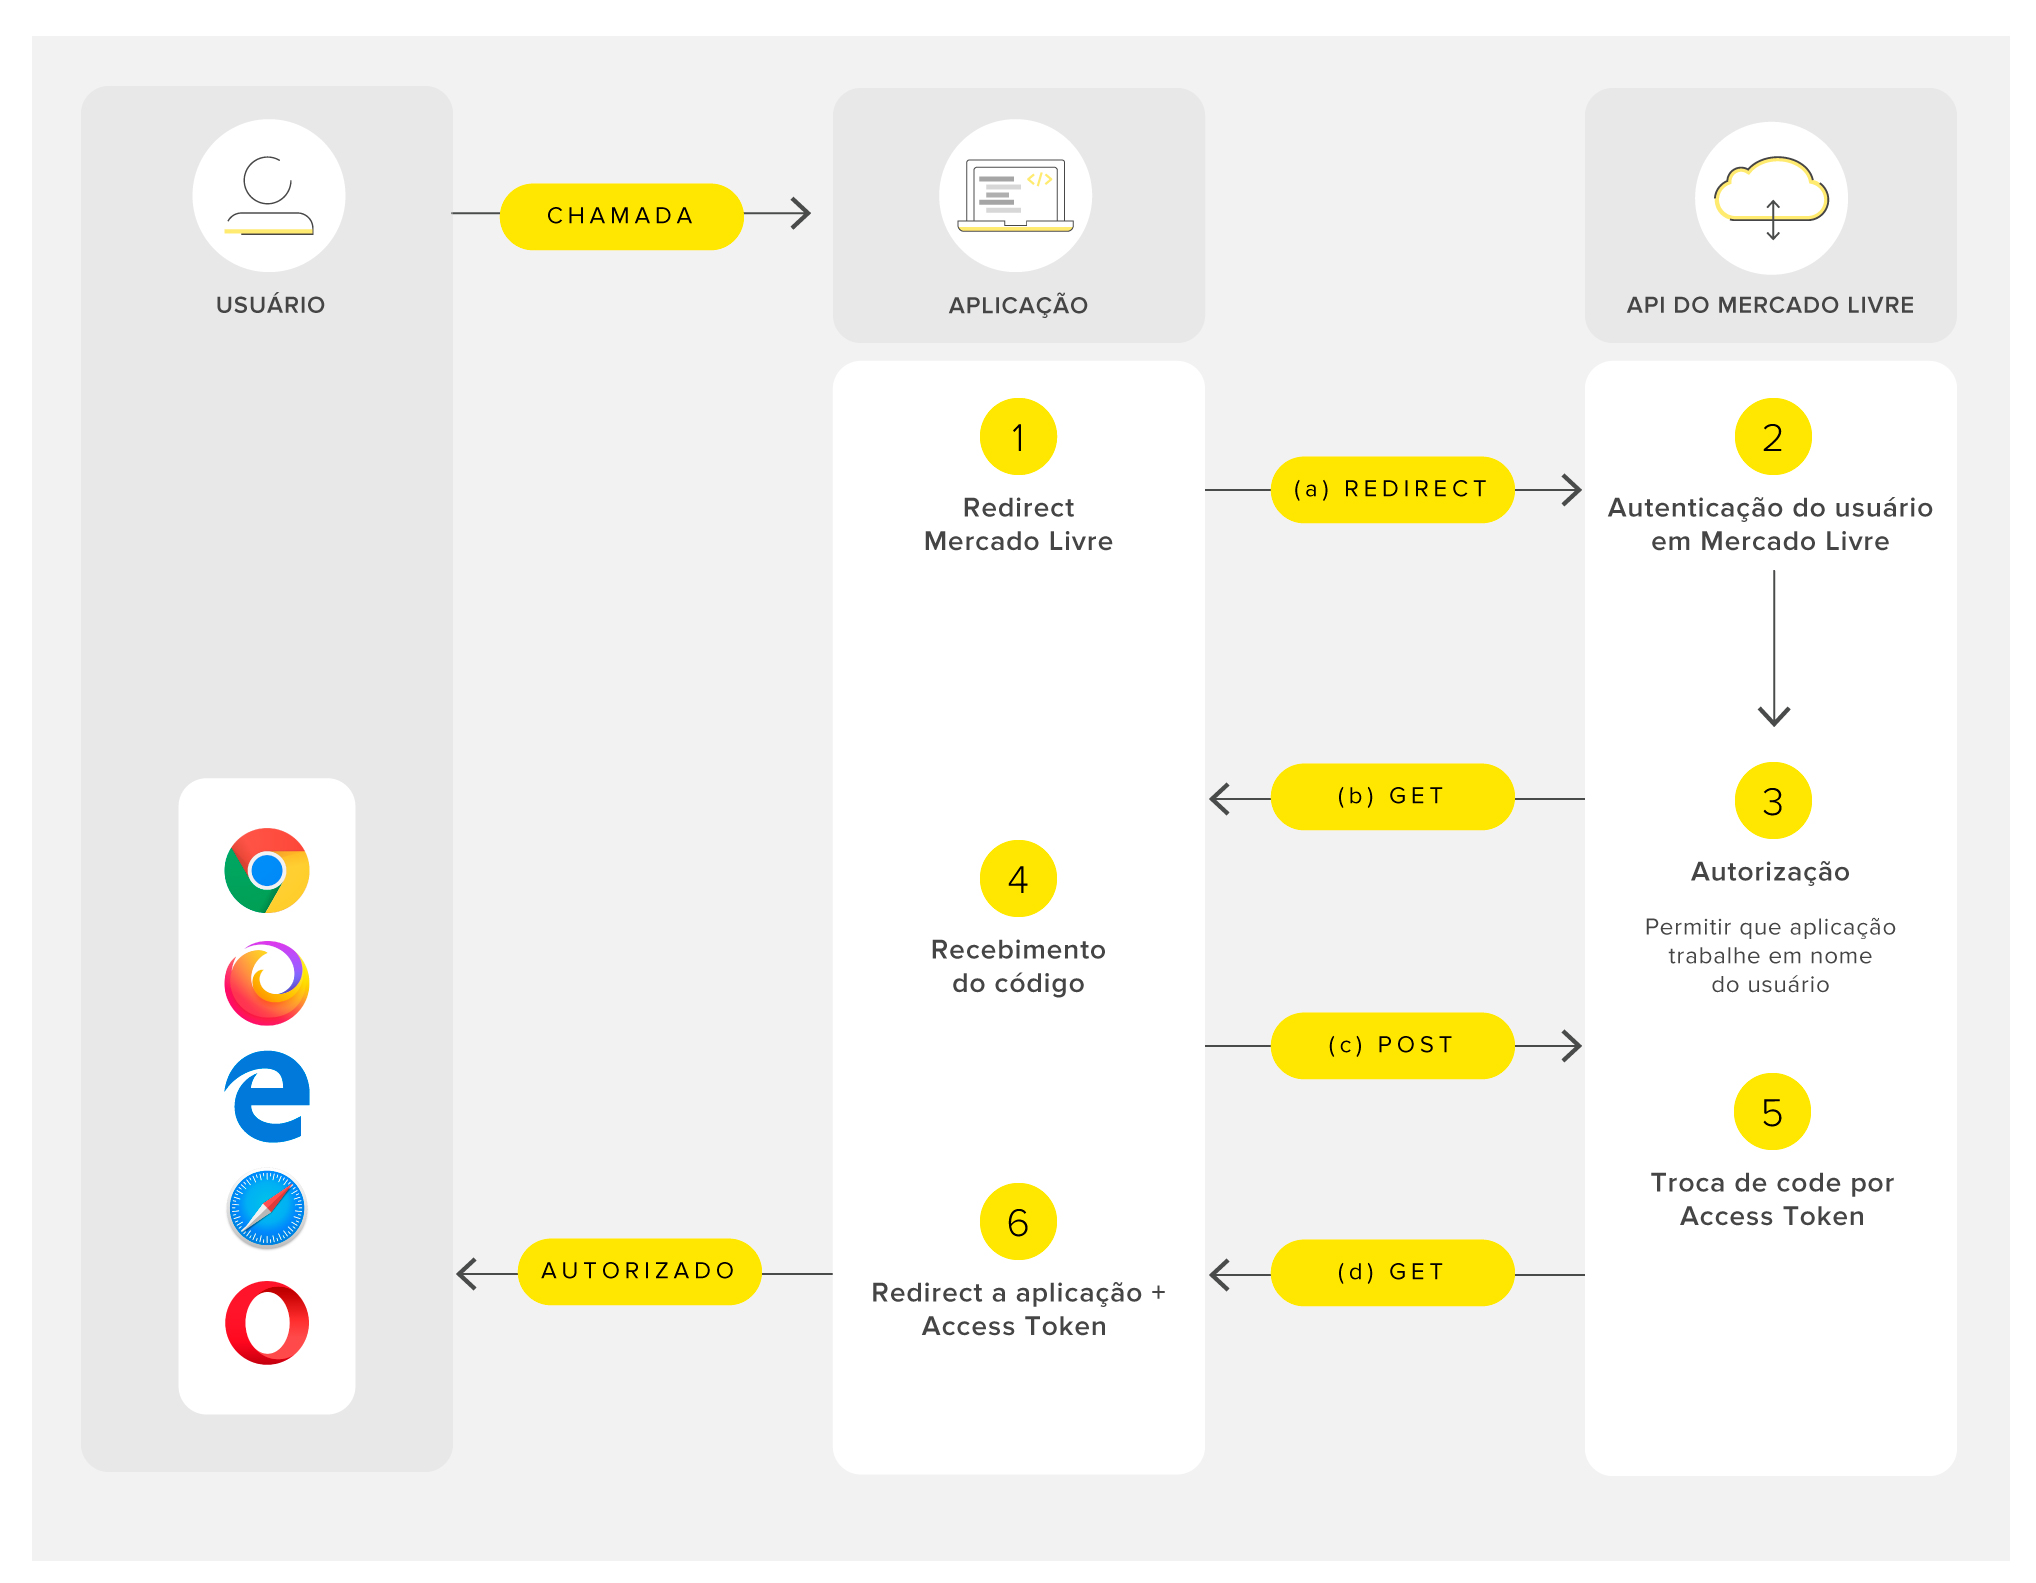 USUÁRIO
CHAMADA
APLICAÇÃO
</>
API DO MERCADO LIVRE
1
Redirect
Mercado Livre
(a) REDIRECT
2
Autenticação do usuário
em Mercado Livre
3
Autorização
Permitir que aplicação
trabalhe em nome
do usuário
(b) GET
4
Recebimento
do código
(c) POST
5
Troca de code por
Access Token
(d) GET
6
Redirect a aplicação +
Access Token
AUTORIZADO